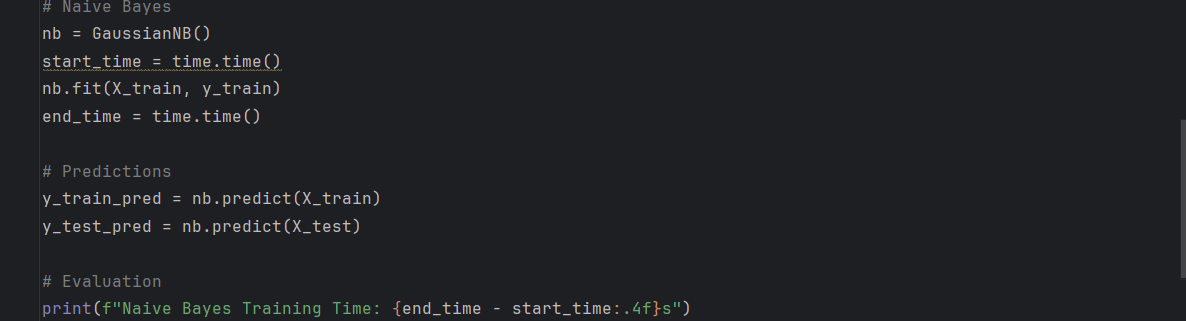 # Naive Bayes
nb = GaussianNB()
start_time = time.time()
nb.fit(X_train, y_train)
end_time = time.time()
# Predictions
y_train_pred = nb.predict(X_train)
y_test_pred = nb.predict(X_test)
# Evaluation
print(f"Naive Bayes Training Time: {end_time - start_time:.4f}s")